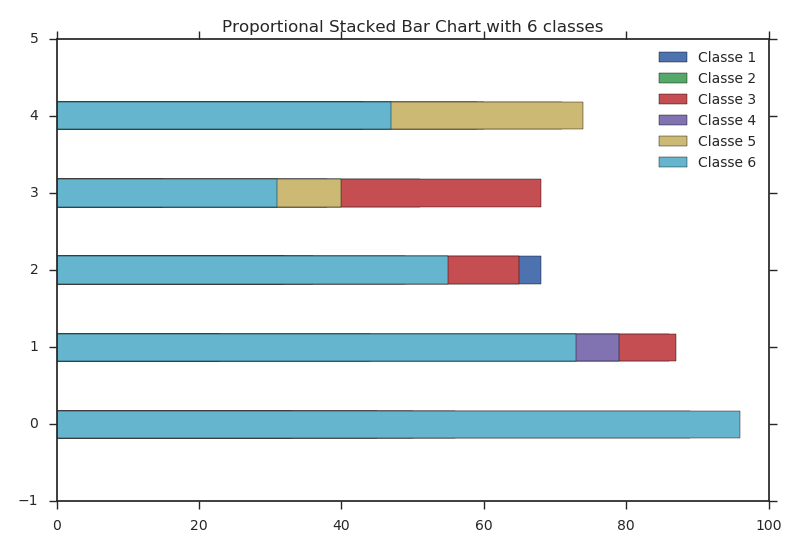 Proportional Stacked Bar Chart with 6 classes
5
4
3
2
1
0
−1
0 20 40 60 80 100
Classe 1
Classe 2
Classe 3
Classe 4
Classe 5
Classe 6